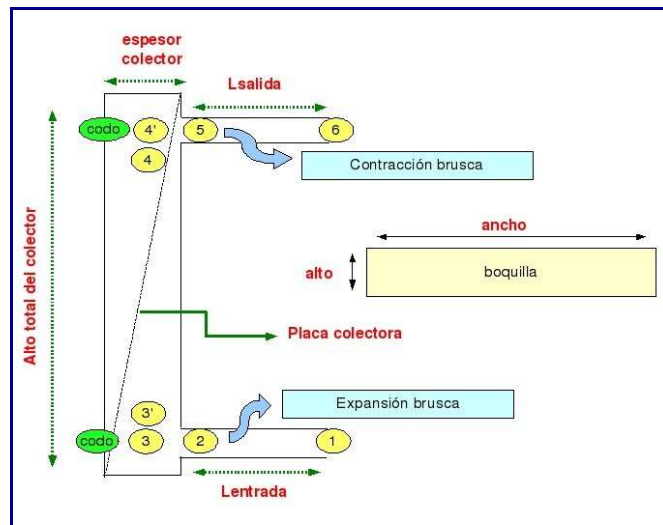 espesor
colector
Lsalida
codo
4'
5
6
4
Contracción brusca
ancho
alto
boquilla
Alto total del colector
Placa colectora
Expansión brusca
3'
codo
3
2
1
Lentrada